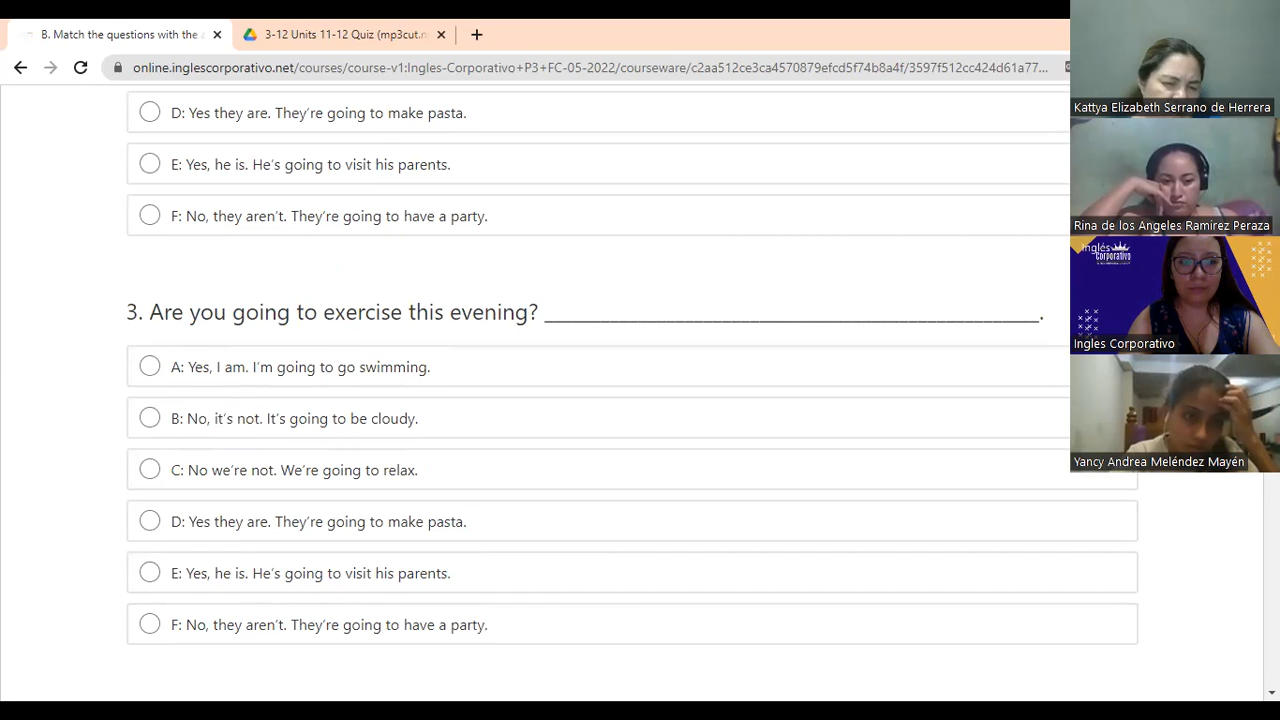 B. Match the questions with the
3-12 Units 11-12 Quiz (mp3cut.n
online.inglescorporativo.net/courses/course-v1:Ingles-Corporativo+P3+FC-05-2022/courseware/c2aa512ce3ca4570879efcd5f74b8a4f/3597f512cc424d61a77...
D: Yes they are. They're going to make pasta.
E: Yes, he is. He's going to visit his parents.
F: No, they aren't. They're going to have a party.
3. Are you going to exercise this evening? ______________________________________________.
A: Yes, I am. I'm going to go swimming.
B: No, it's not. It's going to be cloudy.
C: No we're not. We're going to relax.
D: Yes they are. They're going to make pasta.
E: Yes, he is. He's going to visit his parents.
F: No, they aren't. They're going to have a party.
Kattya Elizabeth Serrano de Herrera
Rina de los Angeles Ramirez Peraza
Inglés
Corporativo
Ingles Corporativo
Yancy Andrea Meléndez Mayén